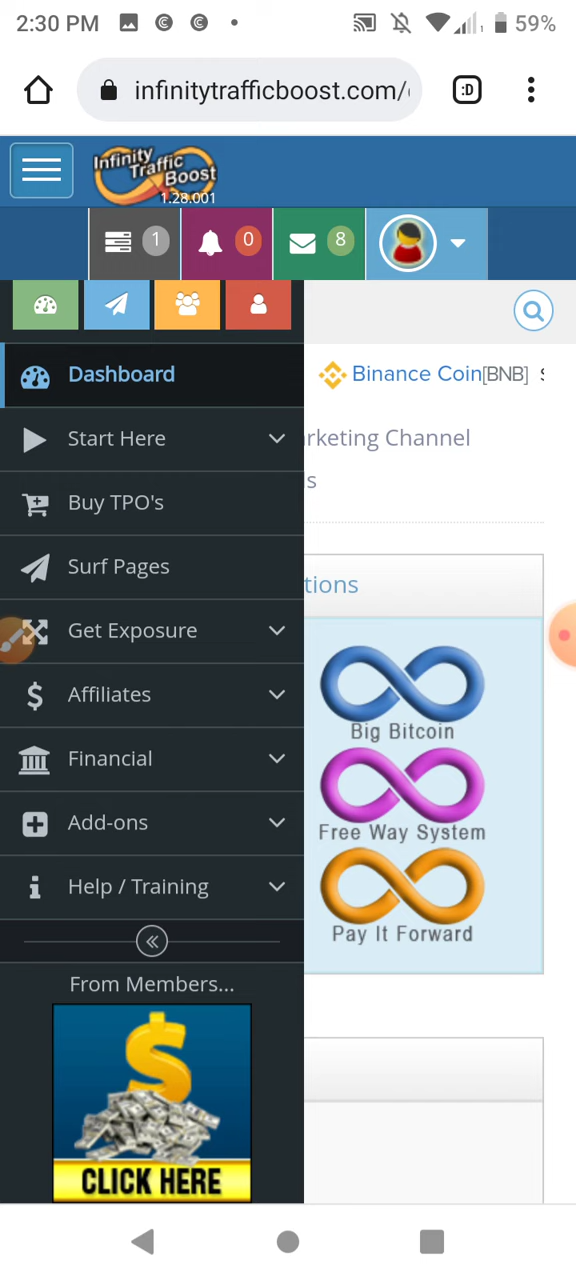 2:30 PM
1
59%
infinitytrafficboost.com/
:D
Infinity
Traffic
Boost
1.28.001
1
0
8
Dashboard
Binance Coin[BNB]
Start Here
rketing Channel
s
Buy TPO's
Surf Pages
tions
Get Exposure
Affiliates
Big Bitcoin
Financial
Free Way System
Add-ons
Help / Training
Pay It Forward
From Members...
$
CLICK HERE